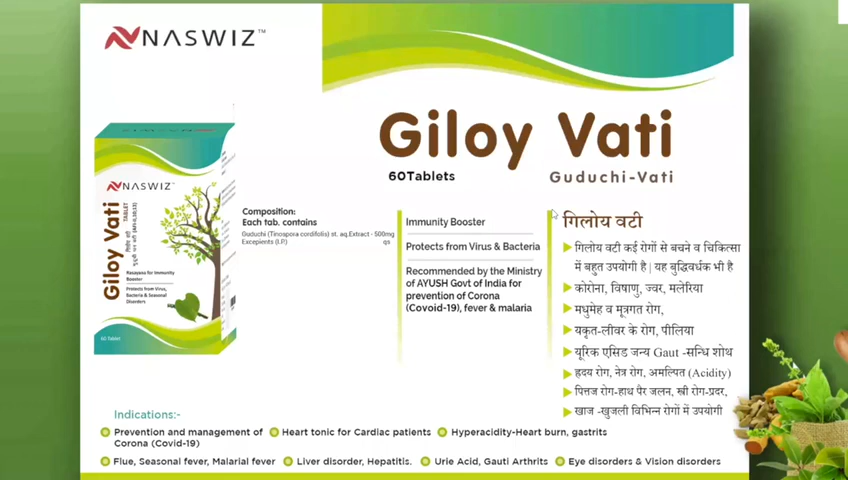 NASWIZ™
Giloy Vati
60Tablets
Guduchi-Vati
NASWIZ
Giloy Vati
TABLET
Rasayana for Immunity
Booster
Protects from Virus,
Bacteria & Seasonal
Disorders
60 Tablet
Composition:
Each tab. contains
Guduchi (Tinospora cordifolis) st. aq.Extract - 500mg
Excepients (I.P.) qs
Immunity Booster
Protects from Virus & Bacteria
Recommended by the Ministry
of AYUSH Govt of India for
prevention of Corona
(Covoid-19), fever & malaria
गिलोय वटी
गिलोय वटी कई रोगों से बचने व चिकित्सा
में बहुत उपयोगी है | यह बुद्धिवर्धक भी है
कोरोना, विषाणु, ज्वर, मलेरिया
मधुमेह व मूत्रगत रोग,
यकृत-लीवर के रोग, पीलिया
यूरिक एसिड जन्य Gaut -सन्धि शोथ
ह्रदय रोग, नेत्र रोग, अमल्पित (Acidity)
पित्तज रोग-हाथ पैर जलन, स्त्री रोग-प्रदर,
खाज -खुजली विभिन्न रोगों में उपयोगी
Indications:-
Prevention and management of
Corona (Covid-19)
Heart tonic for Cardiac patients
Hyperacidity-Heart burn, gastrits
Flue, Seasonal fever, Malarial fever
Liver disorder, Hepatitis.
Urie Acid, Gauti Arthrits
Eye disorders & Vision disorders